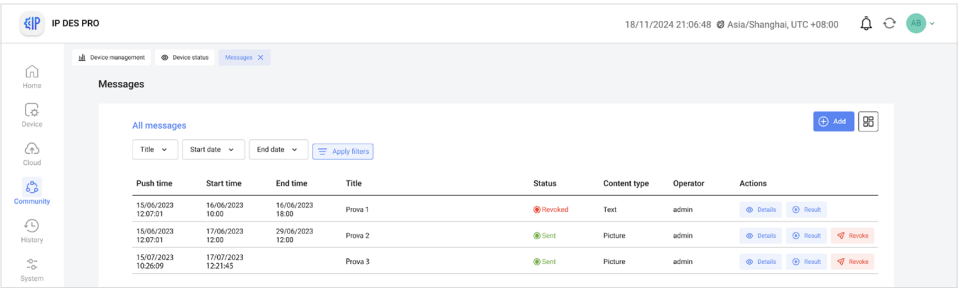 IP IP DES PRO 18/11/2024 21:06:48 Asia/Shanghai, UTC +08:00 AB
Device management Device status Messages X
Home
Device
Cloud
Community
History
System
Messages
All messages Add
Title Start date End date Apply filters
Push time Start time End time Title Status Content type Operator Actions
15/06/2023 12:07:01 16/06/2023 10:00 16/06/2023 18:00 Prova 1 Revoked Text admin Details Result
15/06/2023 12:07:01 17/06/2023 12:00 29/06/2023 12:00 Prova 2 Sent Picture admin Details Result Revoke
15/07/2023 10:26:09 17/07/2023 12:21:45 Prova 3 Sent Picture admin Details Result Revoke